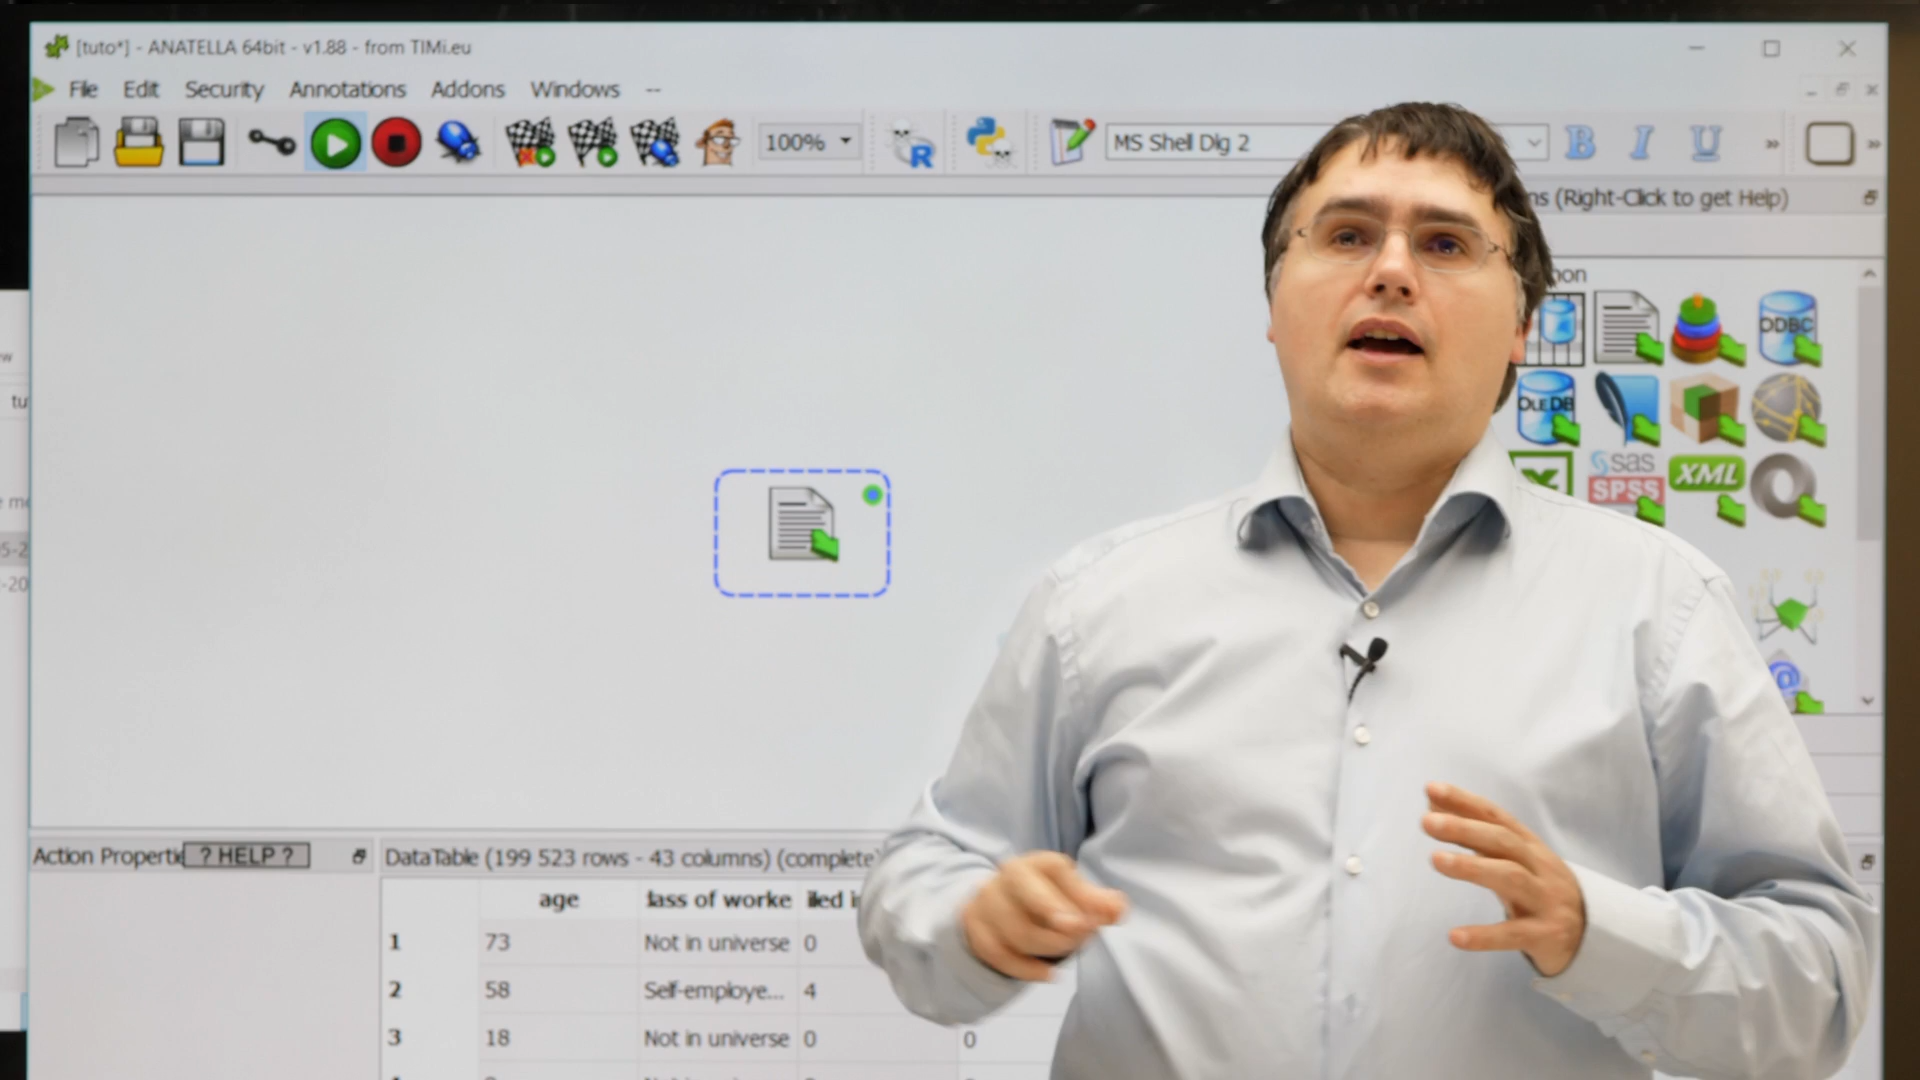 [tuto*] - ANATELLA 64bit - v1.88 - from TIMi.eu
File Edit Security Annotations Addons Windows --
100% R MS Shell Dlg 2 B I U
(Right-Click to get Help)
ODBC
tu
OLE DB
sas
SPSS XML
@
Action ? HELP ? DataTable (199 523 rows - 43 columns) (complete)
age lass of worke
1 73 Not in universe 0
2 58 Self-employe... 4
3 18 Not in universe 0 0